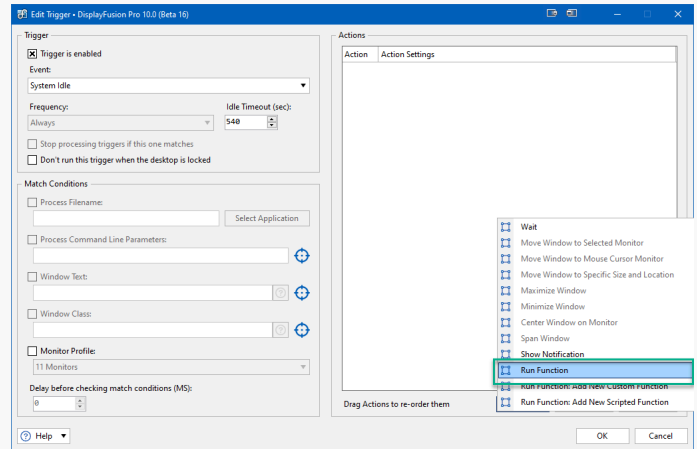 Edit Trigger • DisplayFusion Pro 10.0 (Beta 16)
Trigger
Trigger is enabled
Event:
System Idle
Frequency:
Idle Timeout (sec):
Always
540
Stop processing triggers if this one matches
Don't run this trigger when the desktop is locked
Match Conditions
Process Filename:
Select Application
Process Command Line Parameters:
Window Text:
Window Class:
Monitor Profile:
11 Monitors
Delay before checking match conditions (MS):
0
Actions
Action
Action Settings
Wait
Move Window to Selected Monitor
Move Window to Mouse Cursor Monitor
Move Window to Specific Size and Location
Maximize Window
Minimize Window
Center Window on Monitor
Span Window
Show Notification
Run Function
Run Function: Add New Custom Function
Run Function: Add New Scripted Function
Drag Actions to re-order them
Help
OK
Cancel